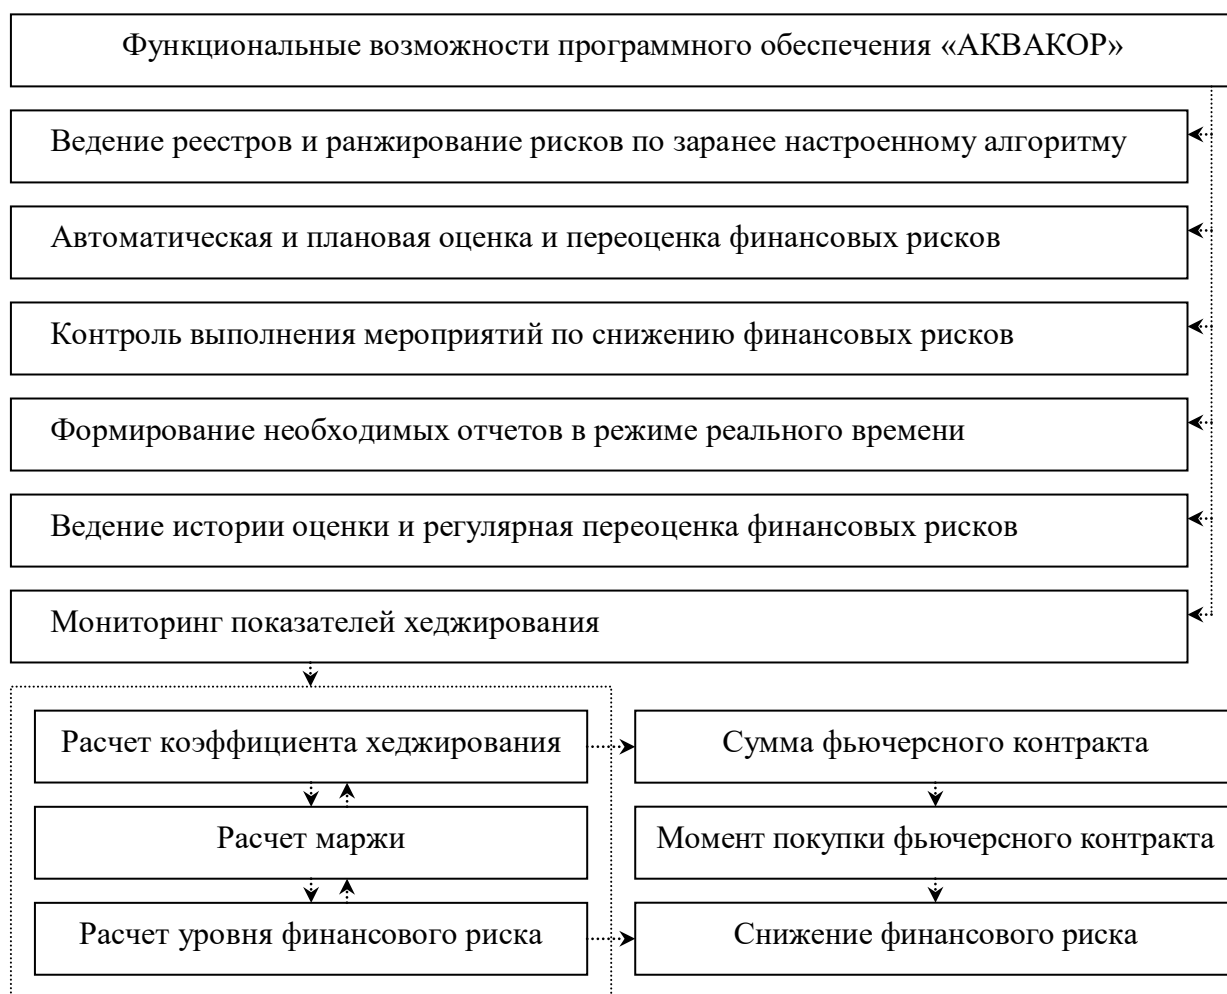 Функциональные возможности программного обеспечения «АКВАКОР»
Ведение реестров и ранжирование рисков по заранее настроенному алгоритму
Автоматическая и плановая оценка и переоценка финансовых рисков
Контроль выполнения мероприятий по снижению финансовых рисков
Формирование необходимых отчетов в режиме реального времени
Ведение истории оценки и регулярная переоценка финансовых рисков
Мониторинг показателей хеджирования
Расчет коэффициента хеджирования
Сумма фьючерсного контракта
Расчет маржи
Момент покупки фьючерсного контракта
Расчет уровня финансового риска
Снижение финансового риска